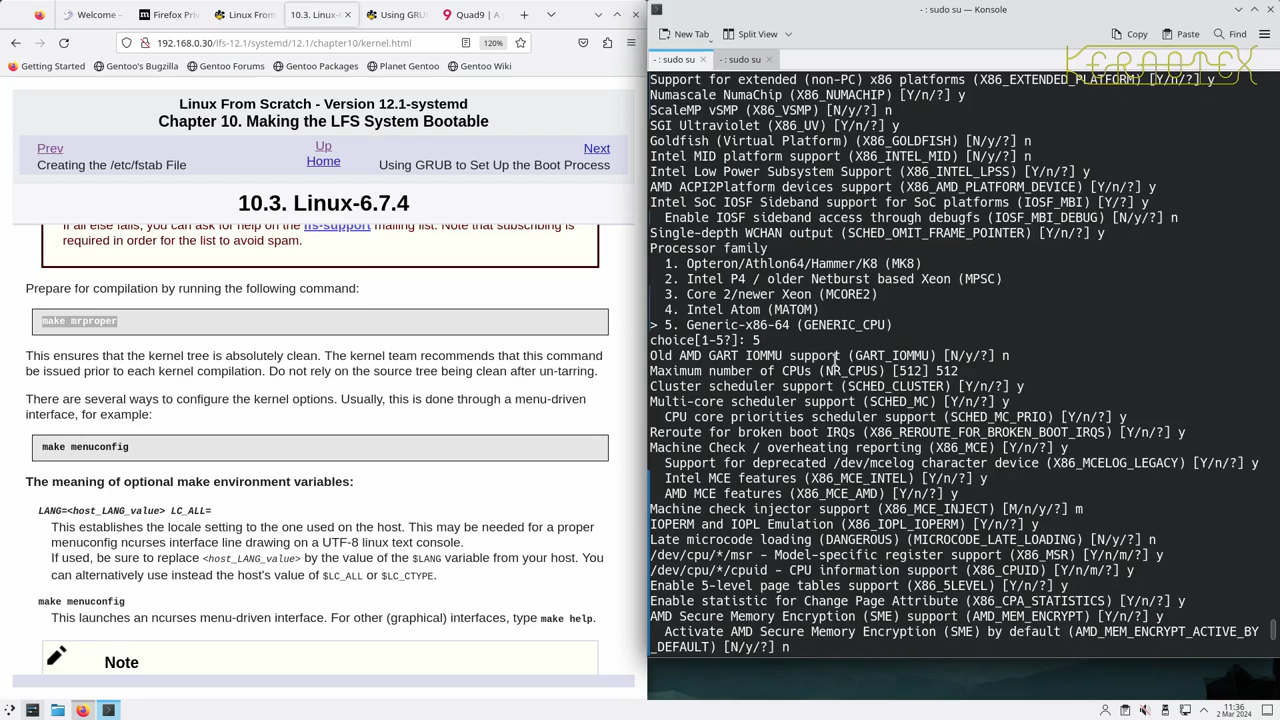 Welcome –
Firefox Priv
Linux From
10.3. Linux-6
Using GRU
Quad9 | A
192.168.0.30/lfs-12.1/systemd/12.1/chapter10/kernel.html
120%
Getting Started
Gentoo's Bugzilla
Gentoo Forums
Gentoo Packages
Planet Gentoo
Gentoo Wiki
Linux From Scratch - Version 12.1-systemd
Chapter 10. Making the LFS System Bootable
Prev
Up
Next
Creating the /etc/fstab File
Home
Using GRUB to Set Up the Boot Process
10.3. Linux-6.7.4
If all else fails, you can ask for help on the lfs-support mailing list. Note that subscribing is
required in order for the list to avoid spam.
Prepare for compilation by running the following command:
make mrproper
This ensures that the kernel tree is absolutely clean. The kernel team recommends that this command
be issued prior to each kernel compilation. Do not rely on the source tree being clean after un-tarring.
There are several ways to configure the kernel options. Usually, this is done through a menu-driven
interface, for example:
make menuconfig
The meaning of optional make environment variables:
LANG=<host_LANG_value> LC_ALL=
This establishes the locale setting to the one used on the host. This may be needed for a proper
menuconfig ncurses interface line drawing on a UTF-8 linux text console.
If used, be sure to replace <host_LANG_value> by the value of the $LANG variable from your host. You
can alternatively use instead the host's value of $LC_ALL or $LC_CTYPE.
make menuconfig
This launches an ncurses menu-driven interface. For other (graphical) interfaces, type make help.
Note
- : sudo su — Konsole
New Tab
Split View
Copy
Paste
Find
- : sudo su
- : sudo su
KERNOTEX
Support for extended (non-PC) x86 platforms (X86_EXTENDED_PLATFORM) [Y/n/?] y
Numascale NumaChip (X86_NUMACHIP) [Y/n/?] y
ScaleMP vSMP (X86_VSMP) [N/y/?] n
SGI Ultraviolet (X86_UV) [Y/n/?] y
Goldfish (Virtual Platform) (X86_GOLDFISH) [N/y/?] n
Intel MID platform support (X86_INTEL_MID) [N/y/?] n
Intel Low Power Subsystem Support (X86_INTEL_LPSS) [Y/n/?] y
AMD ACPI2Platform devices support (X86_AMD_PLATFORM_DEVICE) [Y/n/?] y
Intel SoC IOSF Sideband support for SoC platforms (IOSF_MBI) [Y/n/?] y
Enable IOSF sideband access through debugfs (IOSF_MBI_DEBUG) [N/y/?] n
Single-depth WCHAN output (SCHED_OMIT_FRAME_POINTER) [Y/n/?] y
Processor family
1. Opteron/Athlon64/Hammer/K8 (MK8)
2. Intel P4 / older Netburst based Xeon (MPSC)
3. Core 2/newer Xeon (MCORE2)
4. Intel Atom (MATOM)
> 5. Generic-x86-64 (GENERIC_CPU)
choice[1-5?]: 5
Old AMD GART IOMMU support (GART_IOMMU) [N/y/?] n
Maximum number of CPUs (NR_CPUS) [512] 512
Cluster scheduler support (SCHED_CLUSTER) [Y/n/?] y
Multi-core scheduler support (SCHED_MC) [Y/n/?] y
CPU core priorities scheduler support (SCHED_MC_PRIO) [Y/n/?] y
Reroute for broken boot IRQs (X86_REROUTE_FOR_BROKEN_BOOT_IRQS) [Y/n/?] y
Machine Check / overheating reporting (X86_MCE) [Y/n/?] y
Support for deprecated /dev/mcelog character device (X86_MCELOG_LEGACY) [Y/n/?] y
Intel MCE features (X86_MCE_INTEL) [Y/n/?] y
AMD MCE features (X86_MCE_AMD) [Y/n/?] y
Machine check injector support (X86_MCE_INJECT) [M/n/y/?] m
IOPERM and IOPL Emulation (X86_IOPL_IOPERM) [Y/n/?] y
Late microcode loading (DANGEROUS) (MICROCODE_LATE_LOADING) [N/y/?] n
/dev/cpu/*/msr - Model-specific register support (X86_MSR) [Y/n/m/?] y
/dev/cpu/*/cpuid - CPU information support (X86_CPUID) [Y/n/m/?] y
Enable 5-level page tables support (X86_5LEVEL) [Y/n/?] y
Enable statistic for Change Page Attribute (X86_CPA_STATISTICS) [Y/n/?] y
AMD Secure Memory Encryption (SME) support (AMD_MEM_ENCRYPT) [Y/n/?] y
Activate AMD Secure Memory Encryption (SME) by default (AMD_MEM_ENCRYPT_ACTIVE_BY
_DEFAULT) [N/y/?] n
11:36
2 Mar 2024